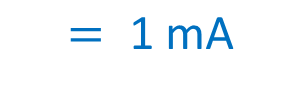 = 1 mA